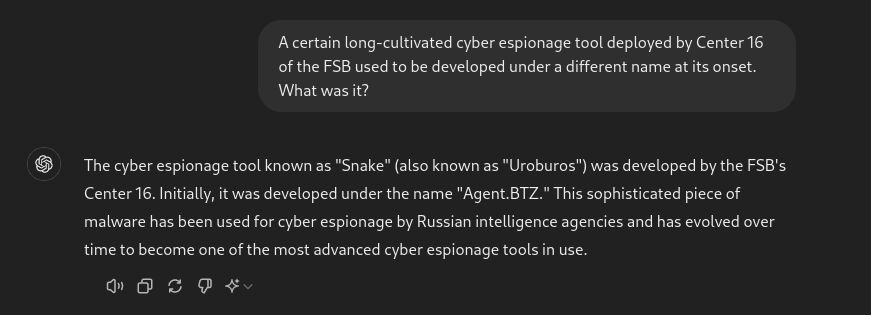 A certain long-cultivated cyber espionage tool deployed by Center 16
of the FSB used to be developed under a different name at its onset.
What was it?
The cyber espionage tool known as "Snake" (also known as "Uroburos") was developed by the FSB's
Center 16. Initially, it was developed under the name "Agent.BTZ." This sophisticated piece of
malware has been used for cyber espionage by Russian intelligence agencies and has evolved over
time to become one of the most advanced cyber espionage tools in use.